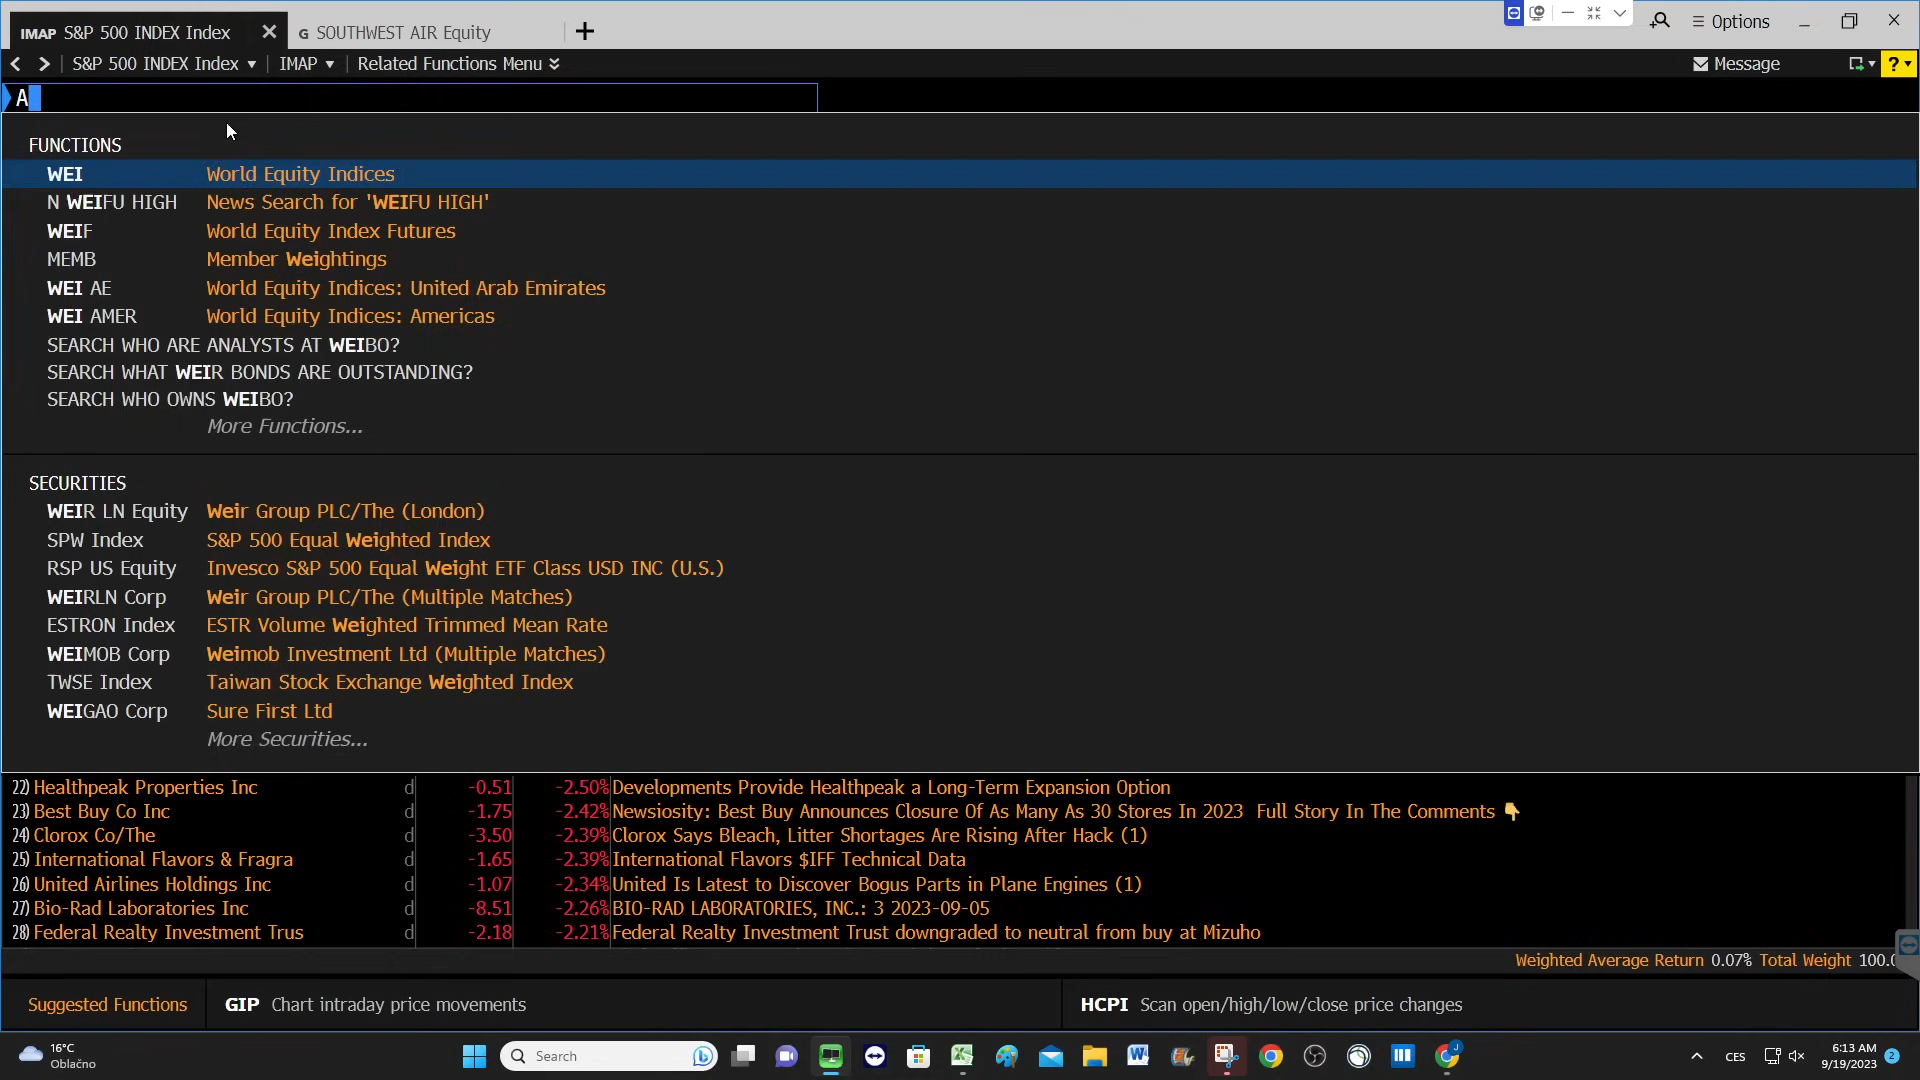 IMAP S&P 500 INDEX Index
G SOUTHWEST AIR Equity
Options
S&P 500 INDEX Index
IMAP
Related Functions Menu
Message
?
A
FUNCTIONS
WEI World Equity Indices
N WEIFU HIGH News Search for 'WEIFU HIGH'
WEIF World Equity Index Futures
MEMB Member Weightings
WEI AE World Equity Indices: United Arab Emirates
WEI AMER World Equity Indices: Americas
SEARCH WHO ARE ANALYSTS AT WEIBO?
SEARCH WHAT WEIR BONDS ARE OUTSTANDING?
SEARCH WHO OWNS WEIBO?
More Functions...
SECURITIES
WEIR LN Equity Weir Group PLC/The (London)
SPW Index S&P 500 Equal Weighted Index
RSP US Equity Invesco S&P 500 Equal Weight ETF Class USD INC (U.S.)
WEIRLN Corp Weir Group PLC/The (Multiple Matches)
ESTRON Index ESTR Volume Weighted Trimmed Mean Rate
WEIMOB Corp Weimob Investment Ltd (Multiple Matches)
TWSE Index Taiwan Stock Exchange Weighted Index
WEIGAO Corp Sure First Ltd
More Securities...
22) Healthpeak Properties Inc d -0.51 -2.50% Developments Provide Healthpeak a Long-Term Expansion Option
23) Best Buy Co Inc d -1.75 -2.42% Newsiosity: Best Buy Announces Closure Of As Many As 30 Stores In 2023 Full Story In The Comments 👇
24) Clorox Co/The d -3.50 -2.39% Clorox Says Bleach, Litter Shortages Are Rising After Hack (1)
25) International Flavors & Fragra d -1.65 -2.39% International Flavors $IFF Technical Data
26) United Airlines Holdings Inc d -1.07 -2.34% United Is Latest to Discover Bogus Parts in Plane Engines (1)
27) Bio-Rad Laboratories Inc d -8.51 -2.26% BIO-RAD LABORATORIES, INC.: 3 2023-09-05
28) Federal Realty Investment Trus d -2.18 -2.21% Federal Realty Investment Trust downgraded to neutral from buy at Mizuho
Weighted Average Return 0.07% Total Weight 100.
Suggested Functions GIP Chart intraday price movements HCPI Scan open/high/low/close price changes
16°C
Oblačno
Search
CES
6:13 AM
9/19/2023
2